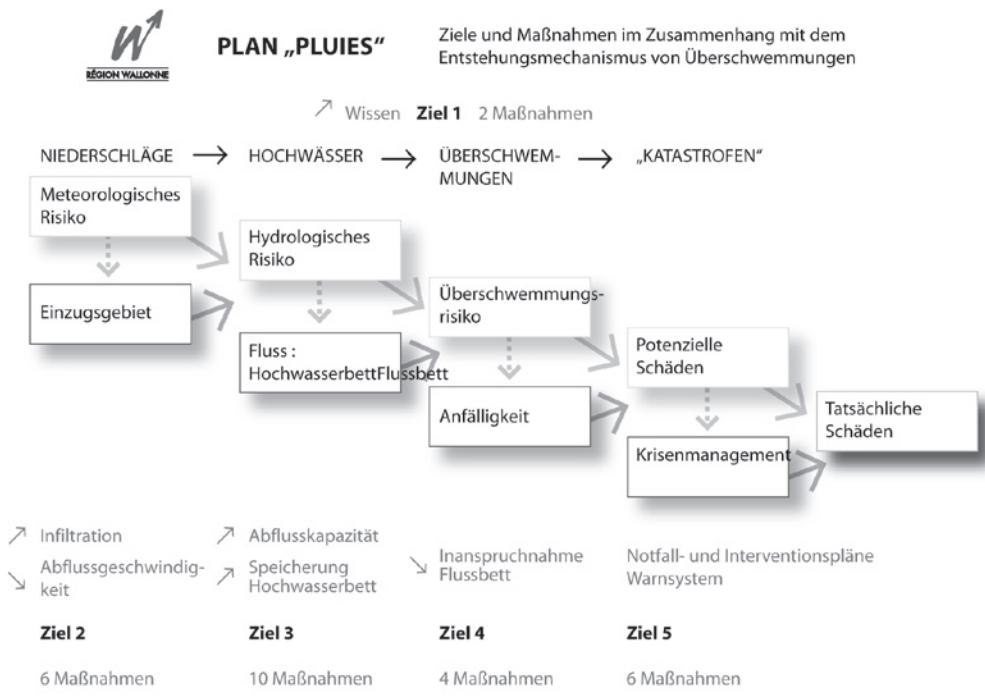 RÉGION WALLONNE
PLAN „PLUIES“
Ziele und Maßnahmen im Zusammenhang mit dem
Entstehungsmechanismus von Überschwemmungen
Wissen Ziel 1 2 Maßnahmen
NIEDERSCHLÄGE
HOCHWÄSSER
ÜBERSCHWEM-
MUNGEN
„KATASTROFEN“
Meteorologisches
Risiko
Hydrologisches
Risiko
Überschwemmungs-
risiko
Potenzielle
Schäden
Tatsächliche
Schäden
Einzugsgebiet
Fluss :
HochwasserbettFlussbett
Anfälligkeit
Krisenmanagement
Infiltration
Abflussgeschwindig-
keit
Ziel 2
6 Maßnahmen
Abflusskapazität
Speicherung
Hochwasserbett
Ziel 3
10 Maßnahmen
Inanspruchnahme
Flussbett
Ziel 4
4 Maßnahmen
Notfall- und Interventionspläne
Warnsystem
Ziel 5
6 Maßnahmen